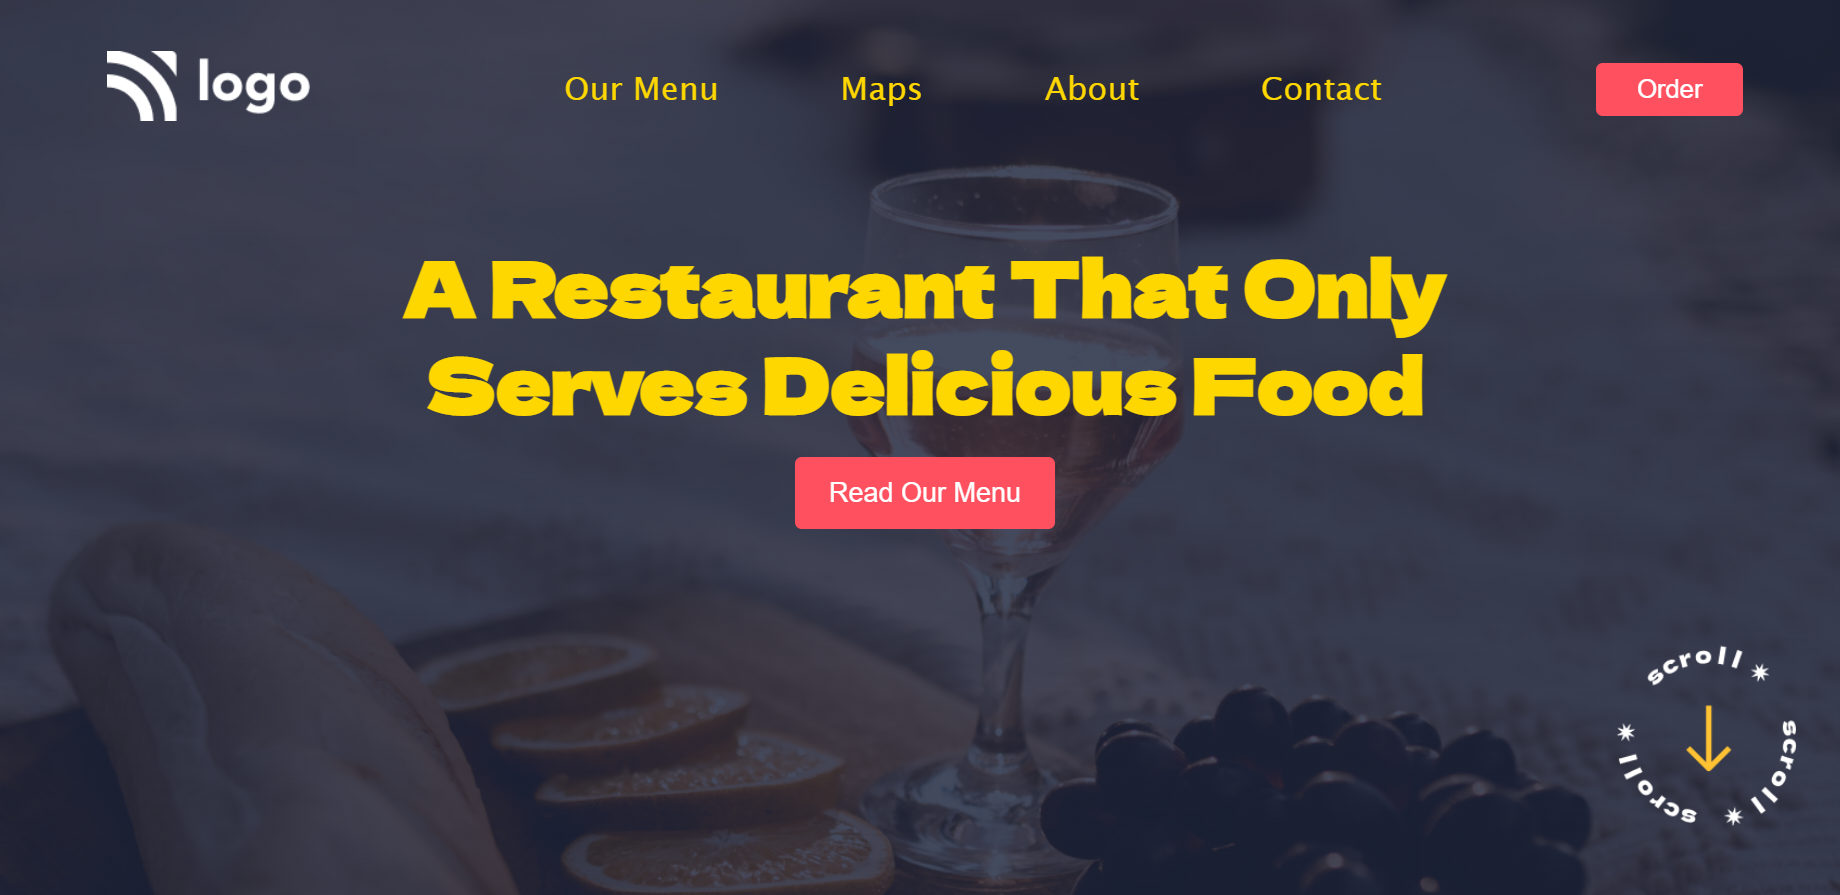 logo
Our Menu
Maps
About
Contact
Order
A Restaurant That Only
Serves Delicious Food
Read Our Menu
scroll
scroll
scroll